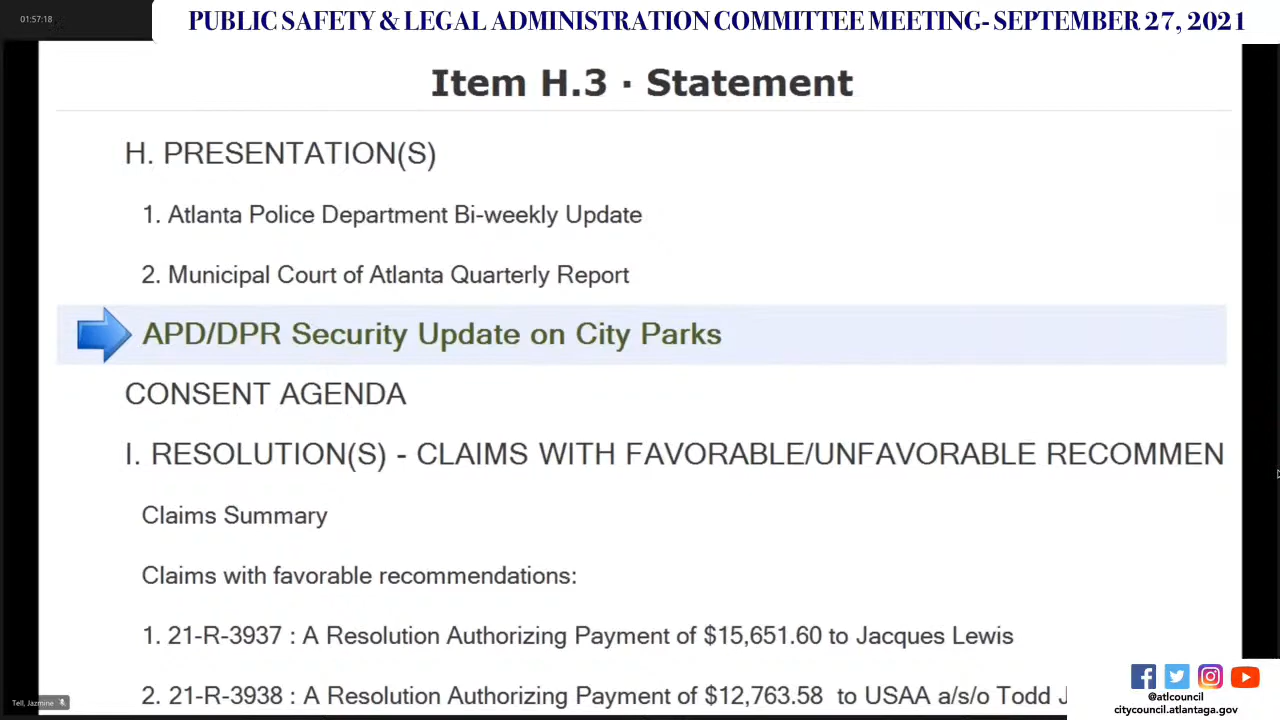 01:57:18
PUBLIC SAFETY & LEGAL ADMINISTRATION COMMITTEE MEETING- SEPTEMBER 27, 2021
Item H.3 · Statement
H. PRESENTATION(S)
1. Atlanta Police Department Bi-weekly Update
2. Municipal Court of Atlanta Quarterly Report
APD/DPR Security Update on City Parks
CONSENT AGENDA
I. RESOLUTION(S) - CLAIMS WITH FAVORABLE/UNFAVORABLE RECOMMEN
Claims Summary
Claims with favorable recommendations:
1. 21-R-3937 : A Resolution Authorizing Payment of $15,651.60 to Jacques Lewis
2. 21-R-3938 : A Resolution Authorizing Payment of $12,763.58 to USAA a/s/o Todd J
Tell, Jazmine
@atlcouncil
citycouncil.atlantaga.gov